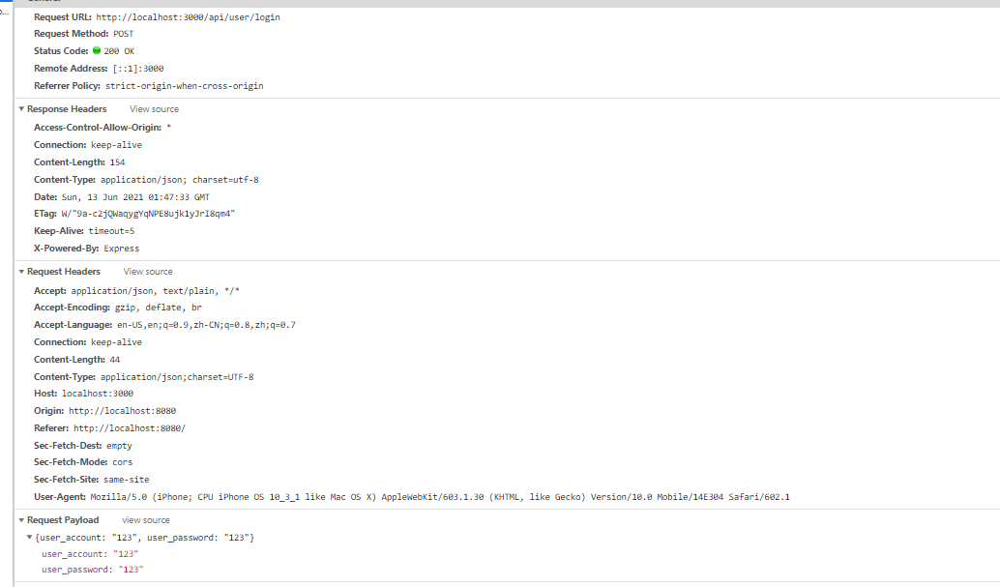 Request URL: http://localhost:3000/api/user/login
Request Method: POST
Status Code: 200 OK
Remote Address: [::1]:3000
Referrer Policy: strict-origin-when-cross-origin
Response Headers View source
Access-Control-Allow-Origin: *
Connection: keep-alive
Content-Length: 154
Content-Type: application/json; charset=utf-8
Date: Sun, 13 Jun 2021 01:47:33 GMT
ETag: W/"9a-c2jQWaqygYqNPE8ujk1yJrI8qm4"
Keep-Alive: timeout=5
X-Powered-By: Express
Request Headers View source
Accept: application/json, text/plain, */*
Accept-Encoding: gzip, deflate, br
Accept-Language: en-US,en;q=0.9,zh-CN;q=0.8,zh;q=0.7
Connection: keep-alive
Content-Length: 44
Content-Type: application/json;charset=UTF-8
Host: localhost:3000
Origin: http://localhost:8080
Referer: http://localhost:8080/
Sec-Fetch-Dest: empty
Sec-Fetch-Mode: cors
Sec-Fetch-Site: same-site
User-Agent: Mozilla/5.0 (iPhone; CPU iPhone OS 10_3_1 like Mac OS X) AppleWebKit/603.1.30 (KHTML, like Gecko) Version/10.0 Mobile/14E304 Safari/602.1
Request Payload view source
{user_account: "123", user_password: "123"}
user_account: "123"
user_password: "123"